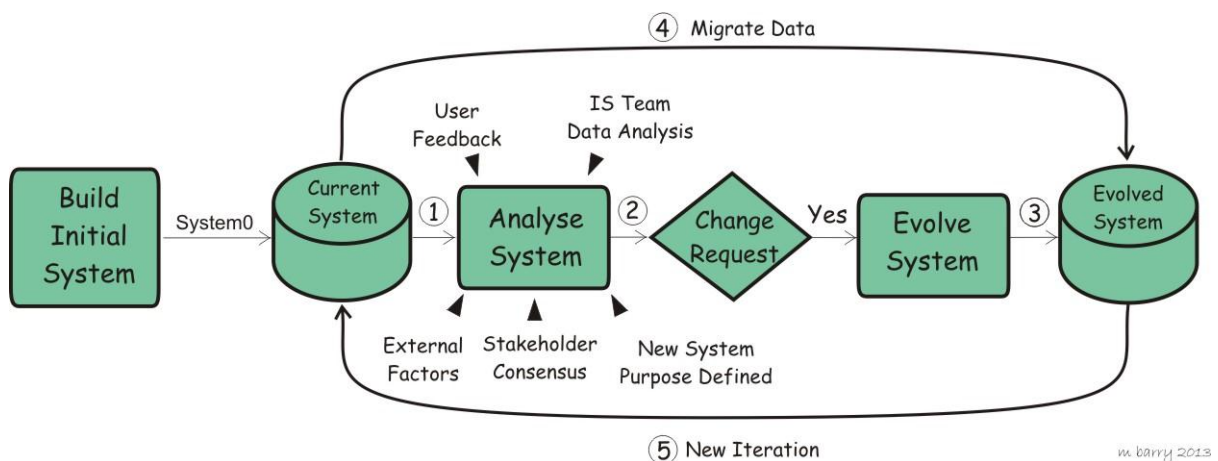 ④ Migrate Data
User
Feedback
IS Team
Data Analysis
Build
Initial
System
System0
Current
System
①
Analyse
System
②
Change
Request
Yes
Evolve
System
③
Evolved
System
External
Factors
Stakeholder
Consensus
New System
Purpose Defined
⑤ New Iteration
m barry 2013